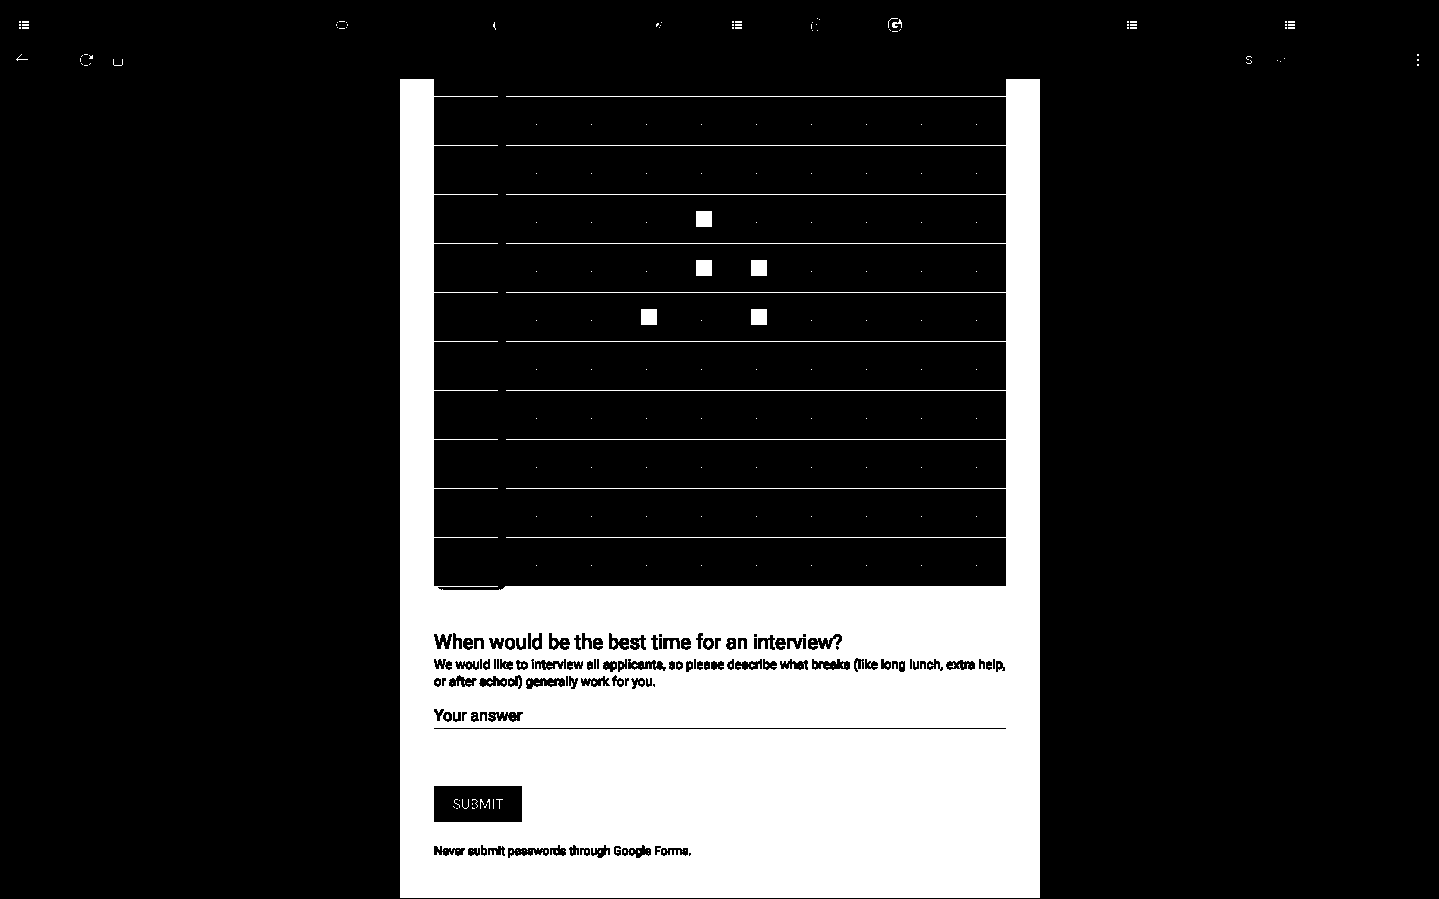 When would be the best time for an interview?
We would like to interview all applicants, so please describe what breaks (like long lunch, extra help,
or after school) generally work for you.
Your answer
SUBMIT
Never submit passwords through Google Forms.